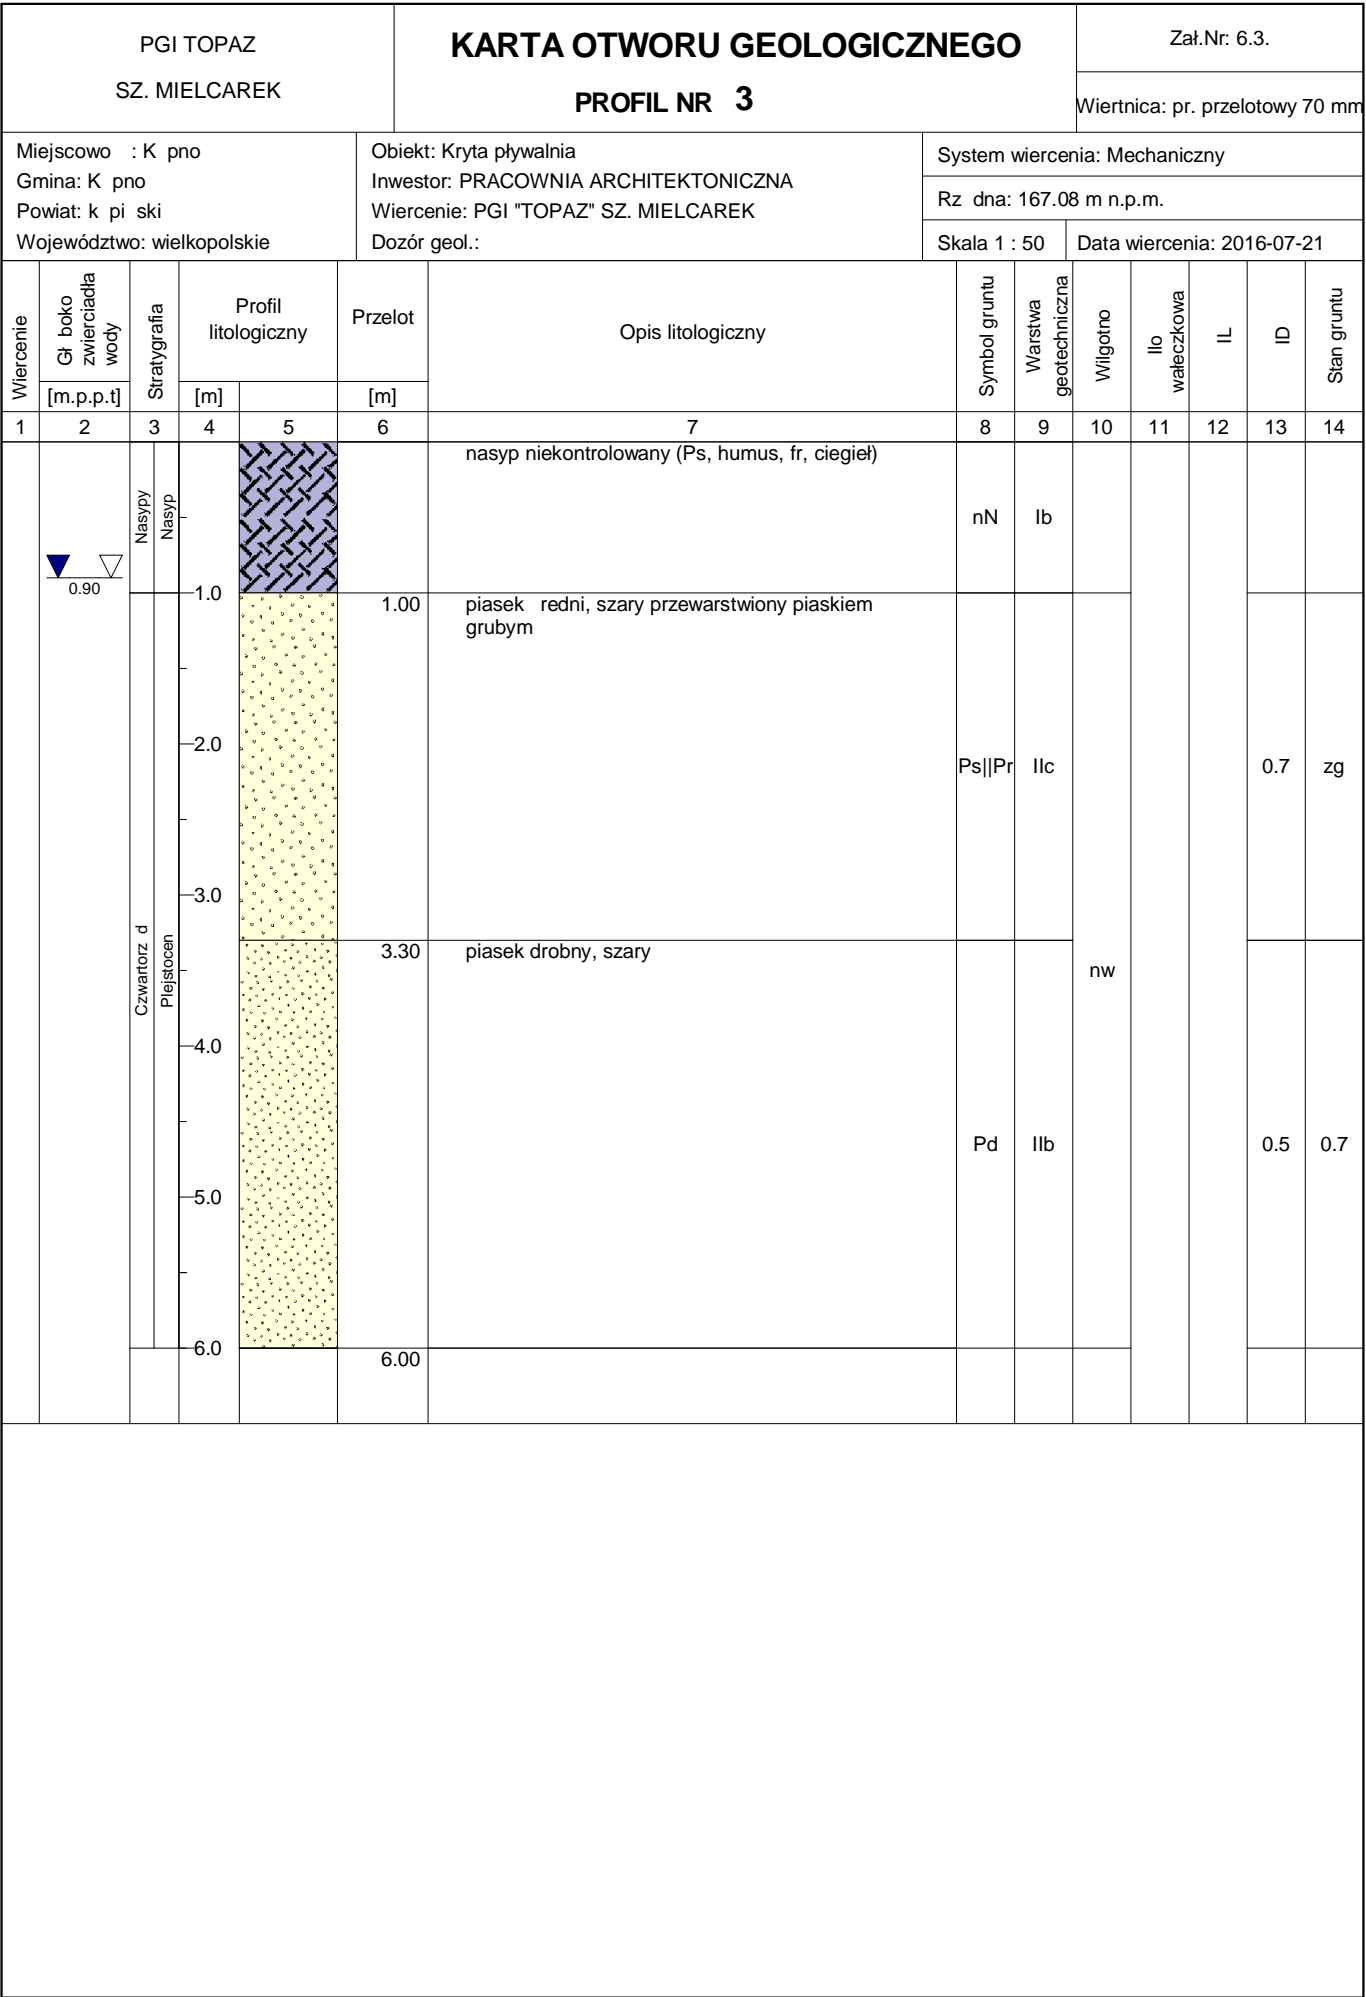 PGI TOPAZ
SZ. MIELCAREK
KARTA OTWORU GEOLOGICZNEGO
PROFIL NR 3
Zał.Nr: 6.3.
Wiertnica: pr. przelotowy 70 mm
Miejscowo : K pno
Gmina: K pno
Powiat: k pi ski
Województwo: wielkopolskie
Obiekt: Kryta pływalnia
Inwestor: PRACOWNIA ARCHITEKTONICZNA
Wiercenie: PGI "TOPAZ" SZ. MIELCAREK
Dozór geol.:
System wiercenia: Mechaniczny
Rz dna: 167.08 m n.p.m.
Skala 1 : 50
Data wiercenia: 2016-07-21
Wiercenie
Gł boko
zwierciadła
wody
[m.p.p.t]
Stratygrafia
Profil
litologiczny
[m]
Przelot
[m]
Opis litologiczny
Symbol gruntu
Warstwa
geotechniczna
Wilgotno
Ilo
wałeczkowa
IL
ID
Stan gruntu
1 2 3 4 5 6 7 8 9 10 11 12 13 14
Nasypy
Nasyp
nasyp niekontrolowany (Ps, humus, fr, ciegieł)
nN Ib
0.90
1.0
1.00
piasek redni, szary przewarstwiony piaskiem
grubym
2.0
Ps||Pr IIc 0.7 zg
3.0
Czwartorz d
Plejstocen
3.30
piasek drobny, szary
nw
4.0
Pd IIb 0.5 0.7
5.0
6.0
6.00